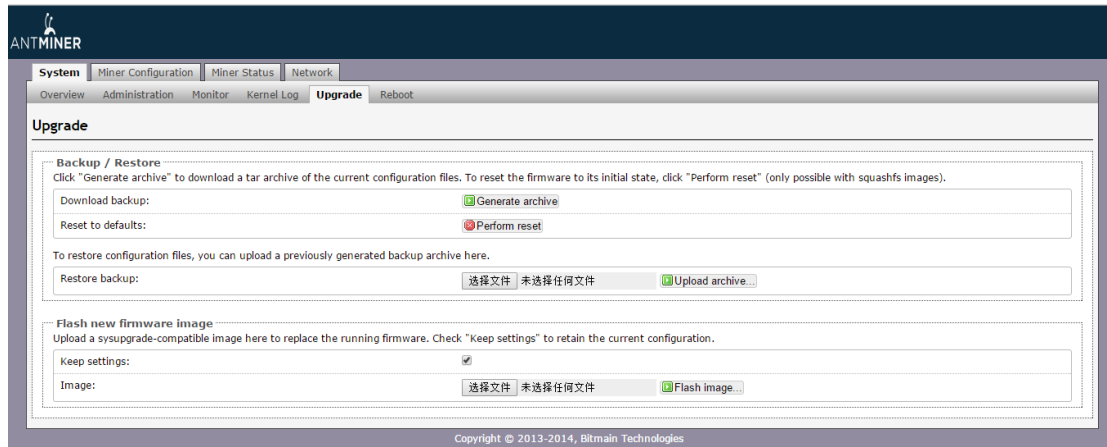 ANTMINER
System Miner Configuration Miner Status Network
Overview Administration Monitor Kernel Log Upgrade Reboot
Upgrade
Backup / Restore
Click "Generate archive" to download a tar archive of the current configuration files. To reset the firmware to its initial state, click "Perform reset" (only possible with squashfs images).
Download backup: Generate archive
Reset to defaults: Perform reset
To restore configuration files, you can upload a previously generated backup archive here.
Restore backup: 选择文件 未选择任何文件 Upload archive...
Flash new firmware image
Upload a sysupgrade-compatible image here to replace the running firmware. Check "Keep settings" to retain the current configuration.
Keep settings:
Image: 选择文件 未选择任何文件 Flash image...
Copyright © 2013-2014, Bitmain Technologies